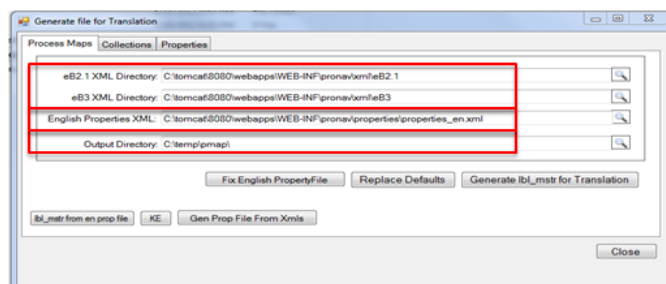 Generate file for Translation
Process Maps Collections Properties
eB2.1 XML Directory: C:\tomcat\8080\webapps\WEB-INF\pronav\xml\eB2.1
eB3 XML Directory: C:\tomcat\8080\webapps\WEB-INF\pronav\xml\eB3
English Properties XML: C:\tomcat\8080\webapps\WEB-INF\pronav\properties\properties_en.xml
Output Directory: C:\temp\pmap\
Fix English PropertyFile Replace Defaults Generate lbl_mstr for Translation
lbl_mstr from en prop file KE Gen Prop File From Xmls
Close